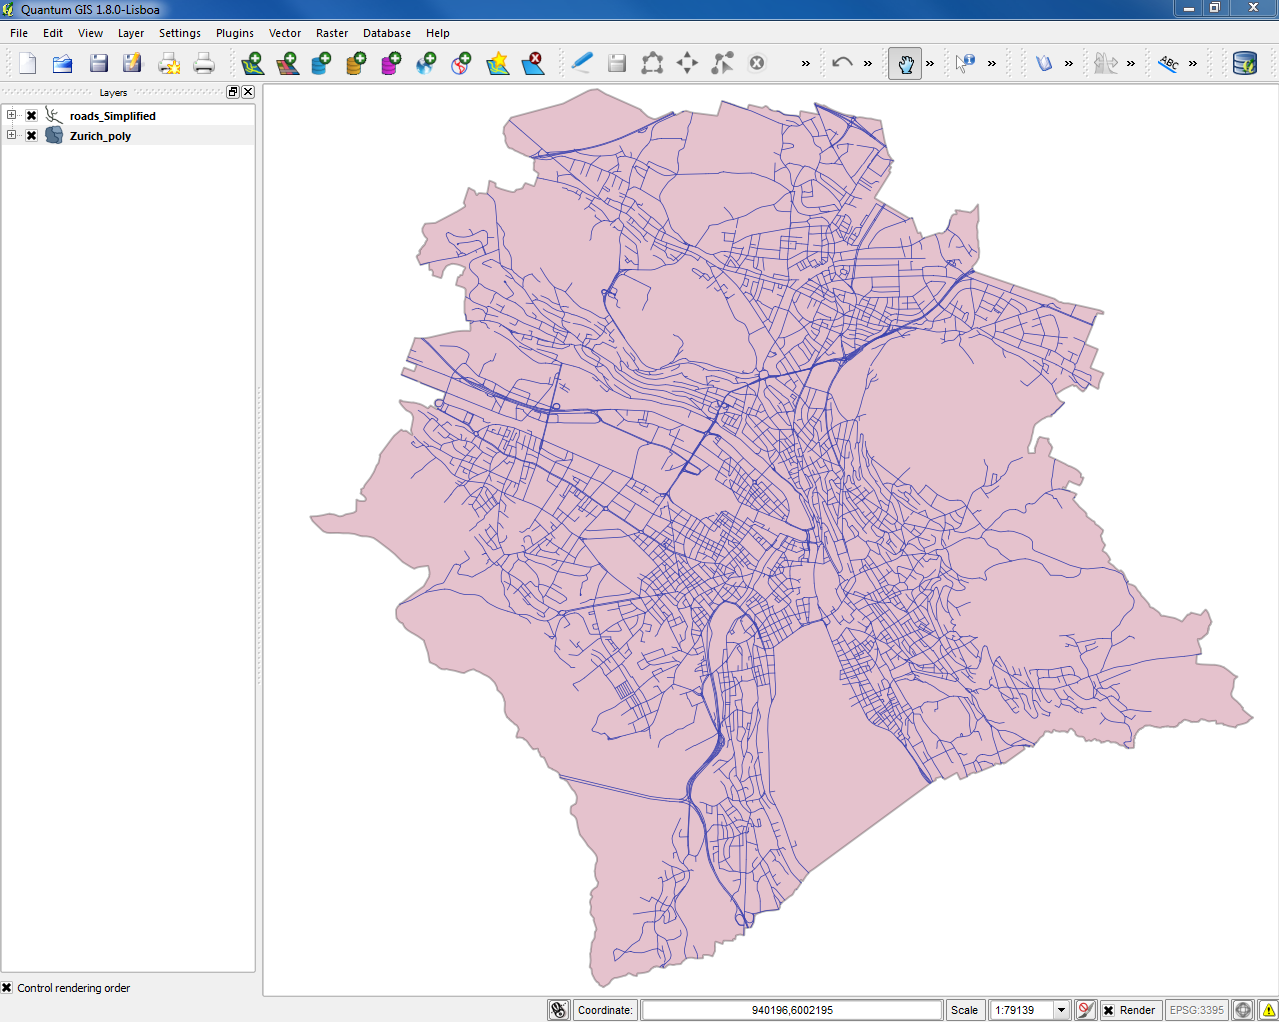 Quantum GIS 1.8.0-Lisboa
File Edit View Layer Settings Plugins Vector Raster Database Help
ABC
Layers
roads_Simplified
Zurich_poly
Control rendering order
Coordinate: 940196,6002195 Scale 1:79139 Render EPSG:3395